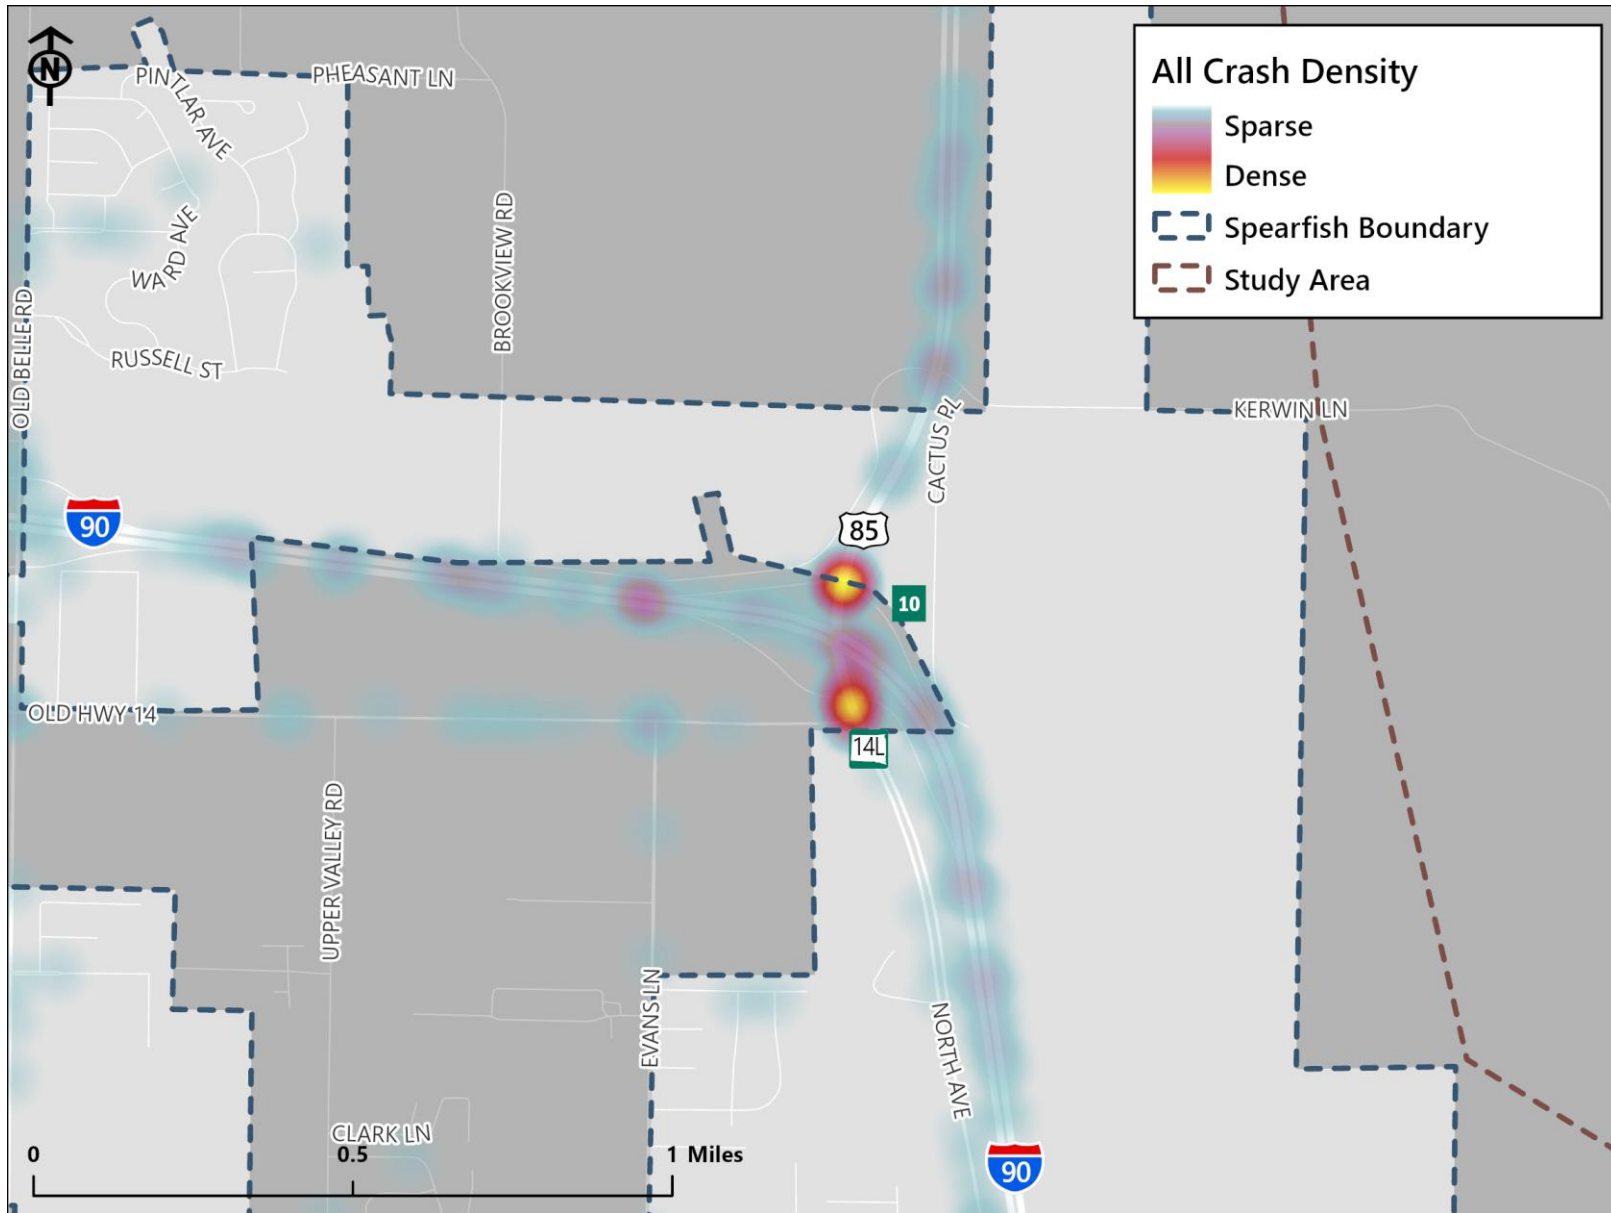 N
PINTLAR AVE
PHEASANT LN
All Crash Density
Sparse
Dense
Spearfish Boundary
Study Area
WARD AVE
BROOKVIEW RD
OLD BELLE RD
RUSSELL ST
CACTUS PL
KERWIN LN
90
85
10
OLD HWY 14
14L
UPPER VALLEY RD
EVANS LN
NORTH AVE
CLARK LN
0 0.5 1 Miles
90